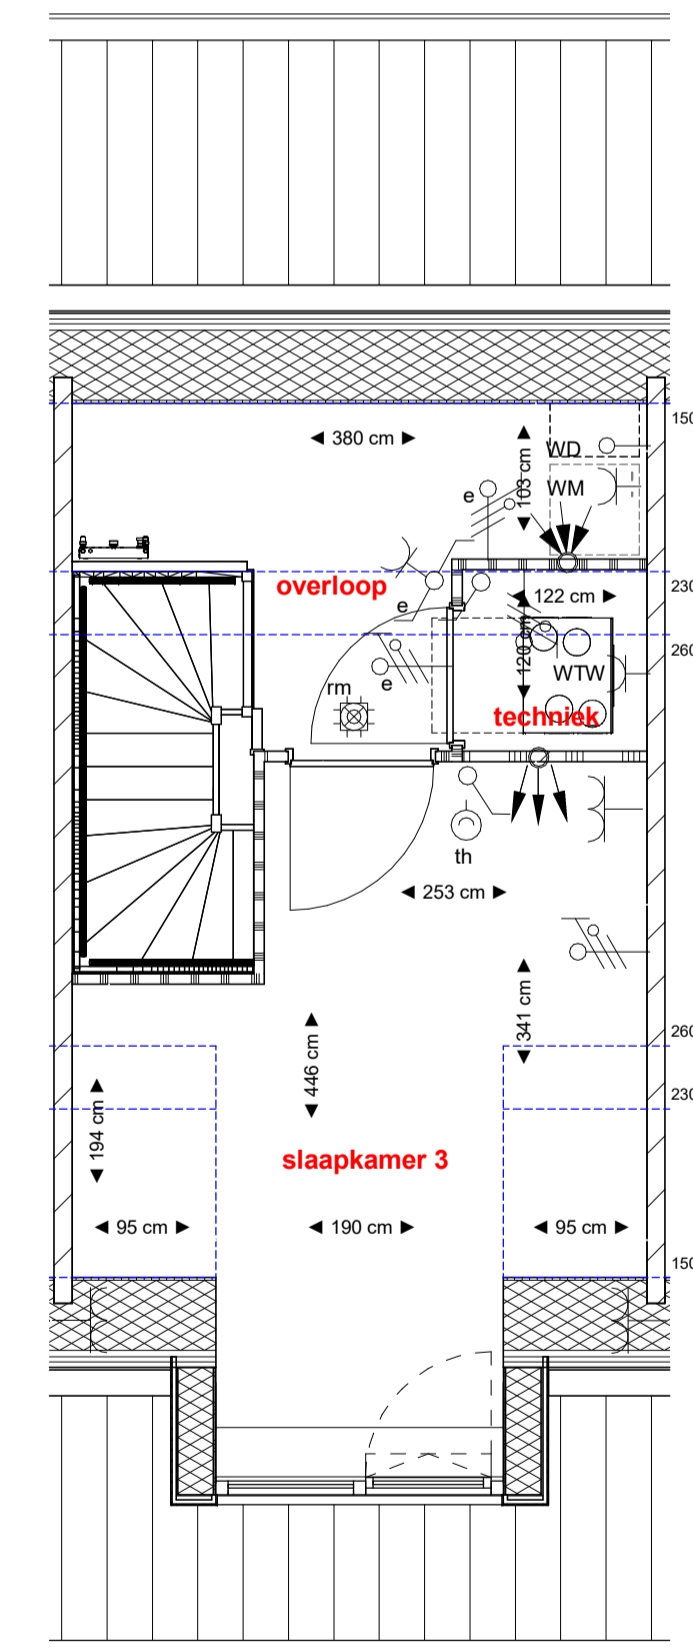 380 cm
150
WD
103 cm
WM
e
overloop
e
230
122 cm
260
120 cm
WTW
rm
e
techniek
th
253 cm
341 cm
260
446 cm
230
194 cm
slaapkamer 3
95 cm
190 cm
95 cm
150